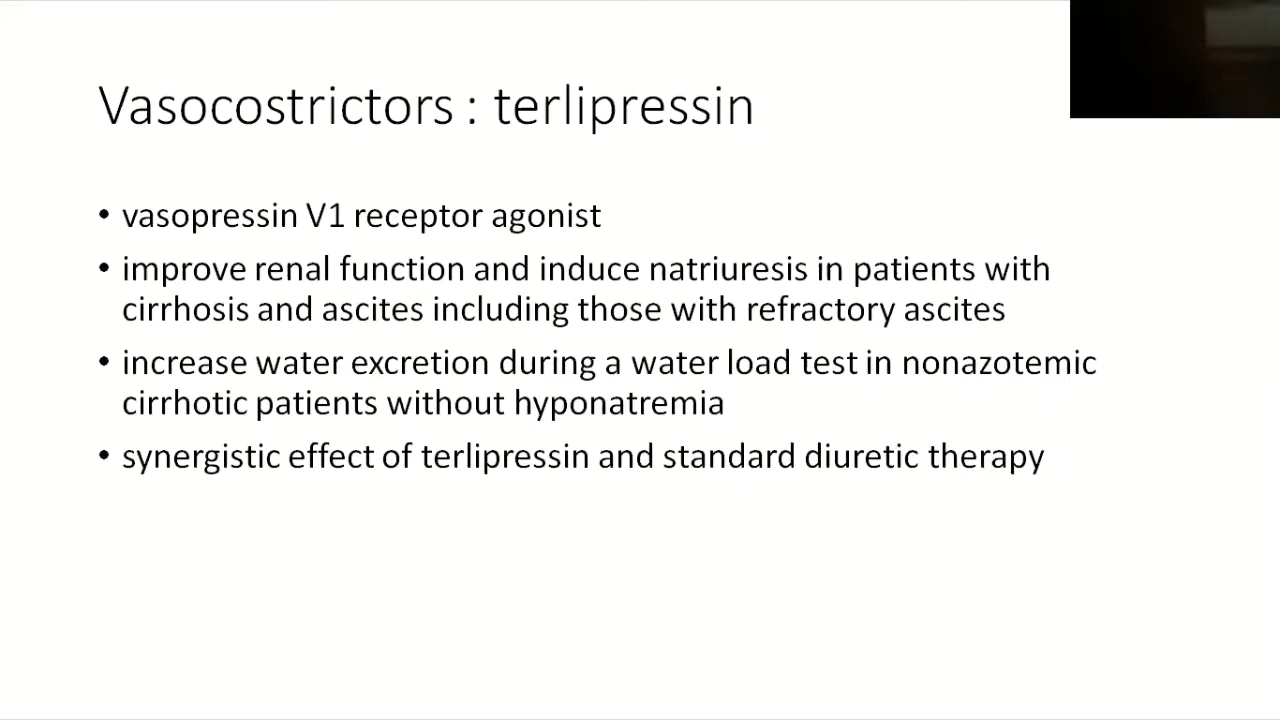 Vasocostrictors : terlipressin
• vasopressin V1 receptor agonist
• improve renal function and induce natriuresis in patients with
cirrhosis and ascites including those with refractory ascites
• increase water excretion during a water load test in nonazotemic
cirrhotic patients without hyponatremia
• synergistic effect of terlipressin and standard diuretic therapy